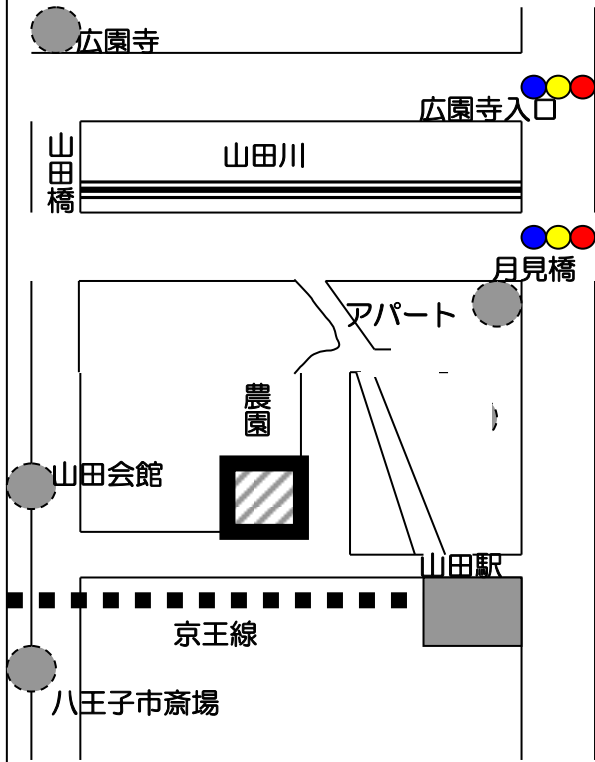 広園寺
広園寺入口
山田橋
山田川
月見橋
アパート
農園
山田会館
山田駅
京王線
八王子市斎場